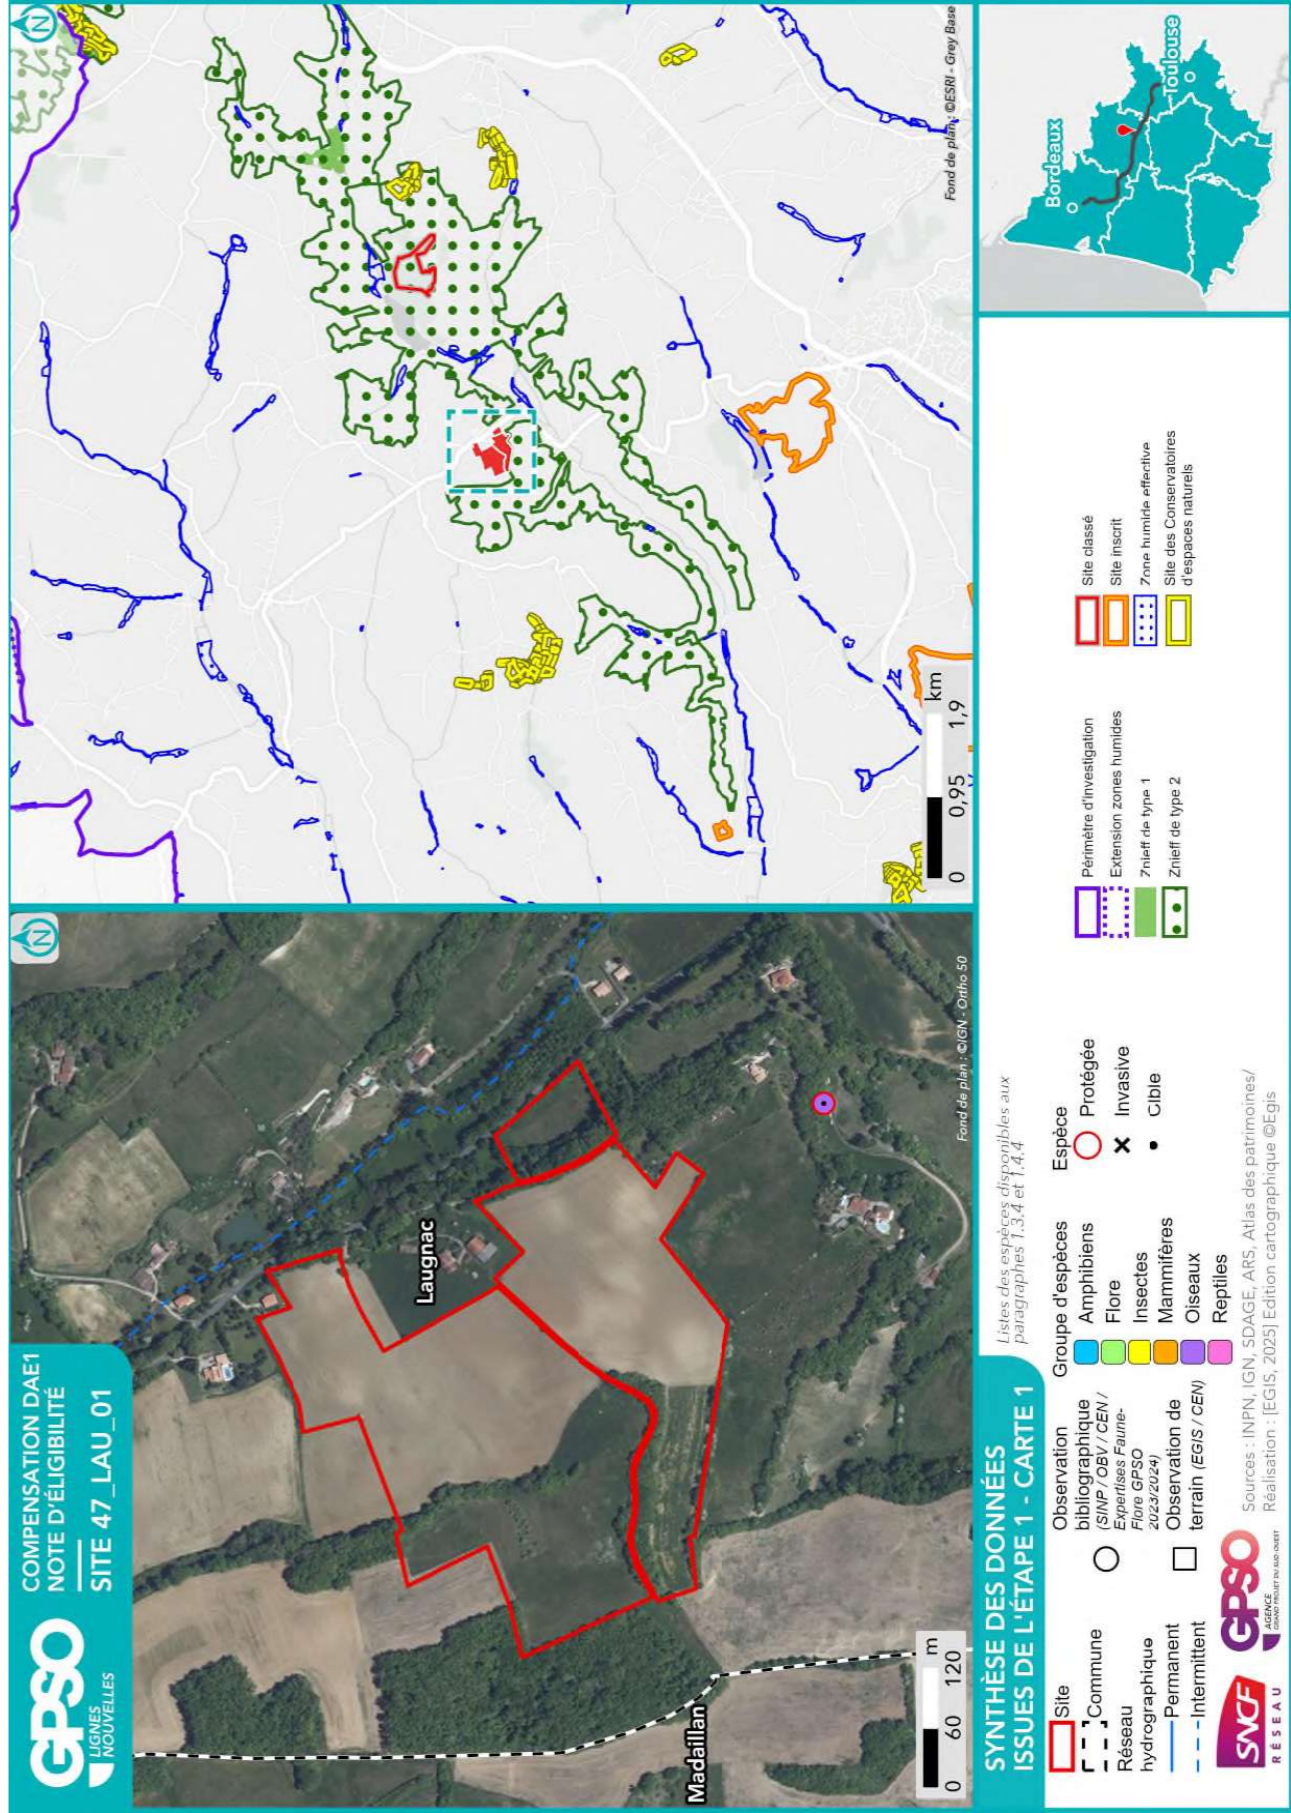 GPSO
LIGNES
NOUVELLES
COMPENSATION DAE1
NOTE D'ÉLIGIBILITÉ
SITE 47_LAU_01
N
Laugnac
Madaillan
0 60 120 m
Fond de plan : ©IGN - Ortho 50
N
0 0,95 1,9 km
Fond de plan : ©ESRI - Grey Base
SYNTHÈSE DES DONNÉES
ISSUES DE L'ÉTAPE 1 - CARTE 1
Listes des espèces disponibles aux
paragraphes 1.3.4 et 1.4.4
Site
Commune
Réseau
hydrographique
Permanent
Intermittent
Observation
bibliographique
(SINP / OBV / CEN /
Expertises Faune-
Flore GPSO
2023/2024)
Observation de
terrain (EGIS / CEN)
Groupe d'espèces
Amphibiens
Flore
Insectes
Mammifères
Oiseaux
Reptiles
Espèce
Protégée
Invasive
Cible
Périmètre d'investigation
Extension zones humides
Znieff de type 1
Znieff de type 2
Site classé
Site inscrit
Zone humide effective
Site des Conservatoires
d'espaces naturels
Bordeaux
Toulouse
SNCF
RÉSEAU
GPSO
AGENCE
GRAND PROJET DU SUD-OUEST
Sources : INPN, IGN, SDAGE, ARS, Atlas des patrimoines/
Réalisation : [EGIS, 2025] Edition cartographique ©Egis